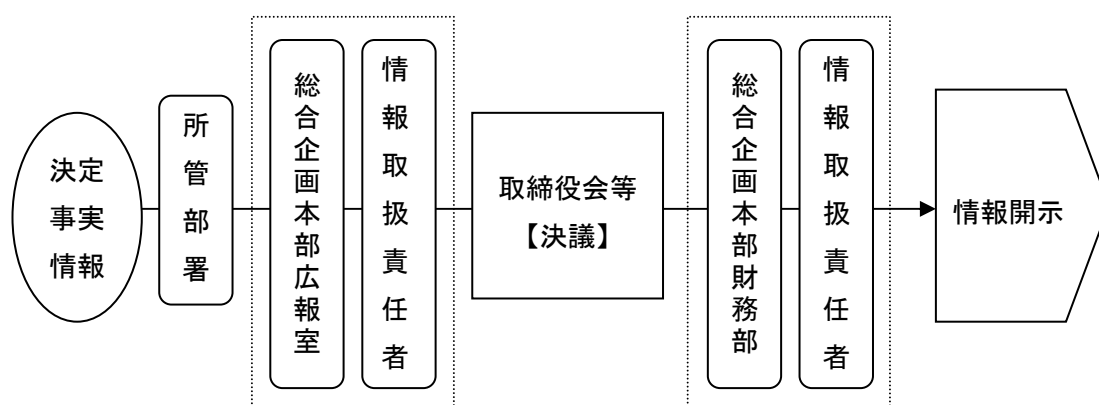 決定
事実
情報
所管部署
総合企画本部広報室
情報取扱責任者
取締役会等
【決議】
総合企画本部財務部
情報取扱責任者
情報開示